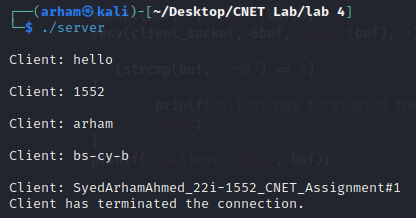 (arham㉿kali)-[~/Desktop/CNET Lab/lab 4]
$ ./server
Client: hello
Client: 1552
Client: arham
Client: bs-cy-b
Client: SyedArhamAhmed_22i-1552_CNET_Assignment#1
Client has terminated the connection.